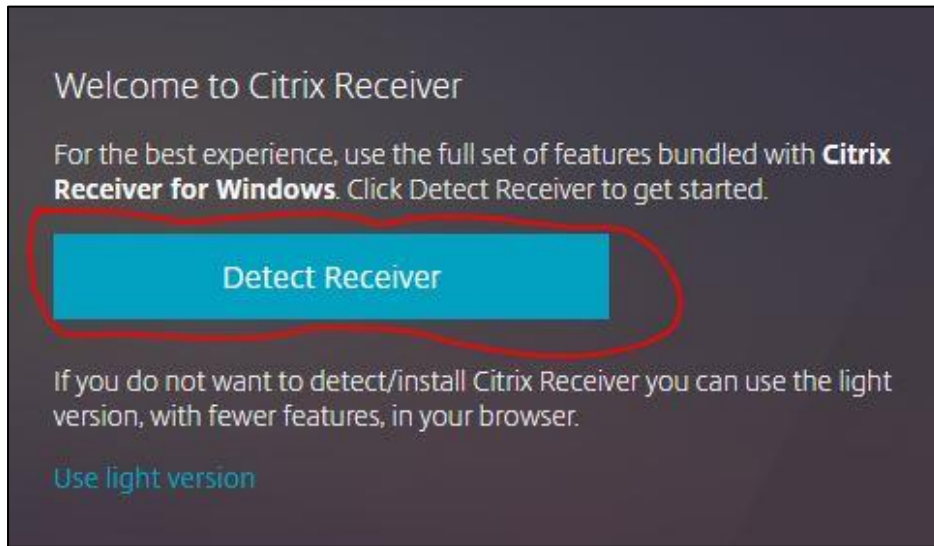 Welcome to Citrix Receiver
For the best experience, use the full set of features bundled with Citrix
Receiver for Windows. Click Detect Receiver to get started.
Detect Receiver
If you do not want to detect/install Citrix Receiver you can use the light
version, with fewer features, in your browser.
Use light version